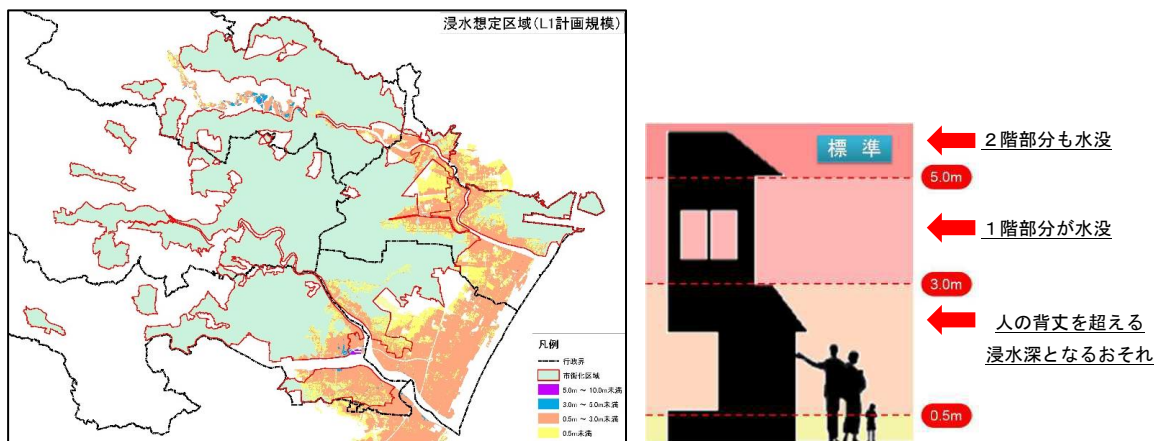 浸水想定区域(L1計画規模)
凡例
行政界
市街化区域
5.0m ~ 10.0m未満
3.0m ~ 5.0m未満
0.5m ~ 3.0m未満
0.5m未満
標 準
5.0m
3.0m
0.5m
2階部分も水没
1階部分が水没
人の背丈を超える
浸水深となるおそれ